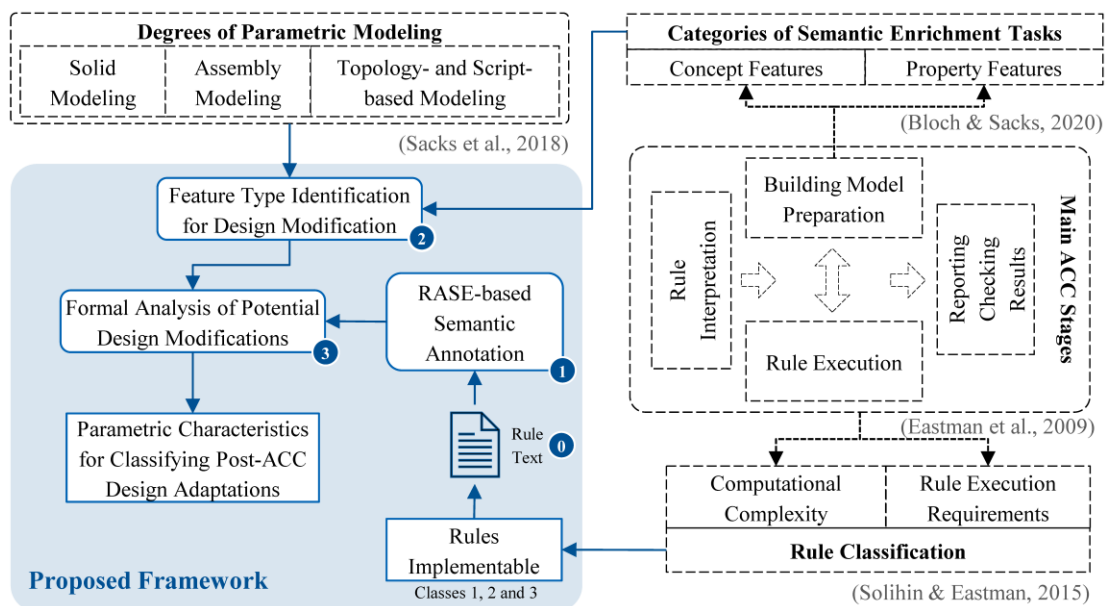 Degrees of Parametric Modeling
Solid
Modeling
Assembly
Modeling
Topology- and Script-
based Modeling
(Sacks et al., 2018)
Categories of Semantic Enrichment Tasks
Concept Features
Property Features
(Bloch & Sacks, 2020)
Feature Type Identification
for Design Modification
2
Formal Analysis of Potential
Design Modifications
3
RASE-based
Semantic
Annotation
1
Parametric Characteristics
for Classifying Post-ACC
Design Adaptations
Rule
Text
0
Rules
Implementable
Classes 1, 2 and 3
Proposed Framework
Building Model
Preparation
Rule
Interpretation
Reporting
Checking
Results
Rule Execution
Main ACC Stages
(Eastman et al., 2009)
Computational
Complexity
Rule Execution
Requirements
Rule Classification
(Solihin & Eastman, 2015)